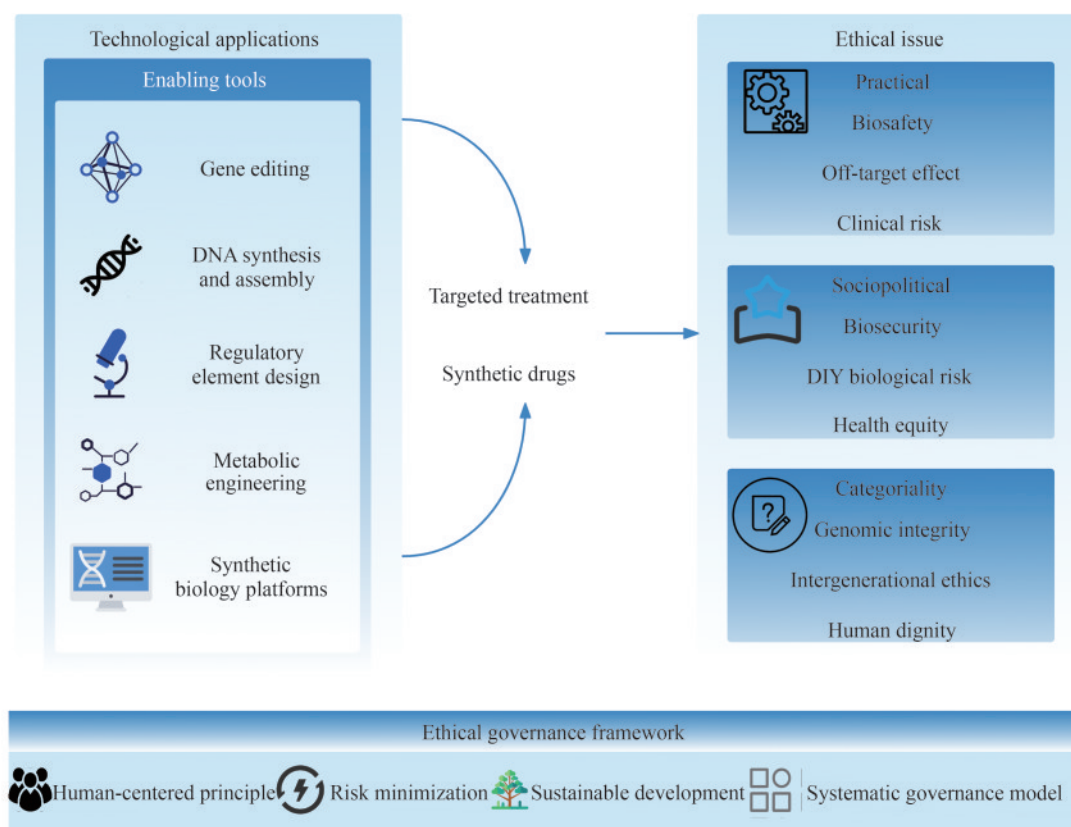 Technological applications
Enabling tools
Gene editing
DNA synthesis
and assembly
Regulatory
element design
Metabolic
engineering
Synthetic
biology platforms
Targeted treatment
Synthetic drugs
Ethical issue
Practical
Biosafety
Off-target effect
Clinical risk
Sociopolitical
Biosecurity
DIY biological risk
Health equity
?
Categoriality
Genomic integrity
Intergenerational ethics
Human dignity
Ethical governance framework
Human-centered principle
Risk minimization
Sustainable development
Systematic governance model